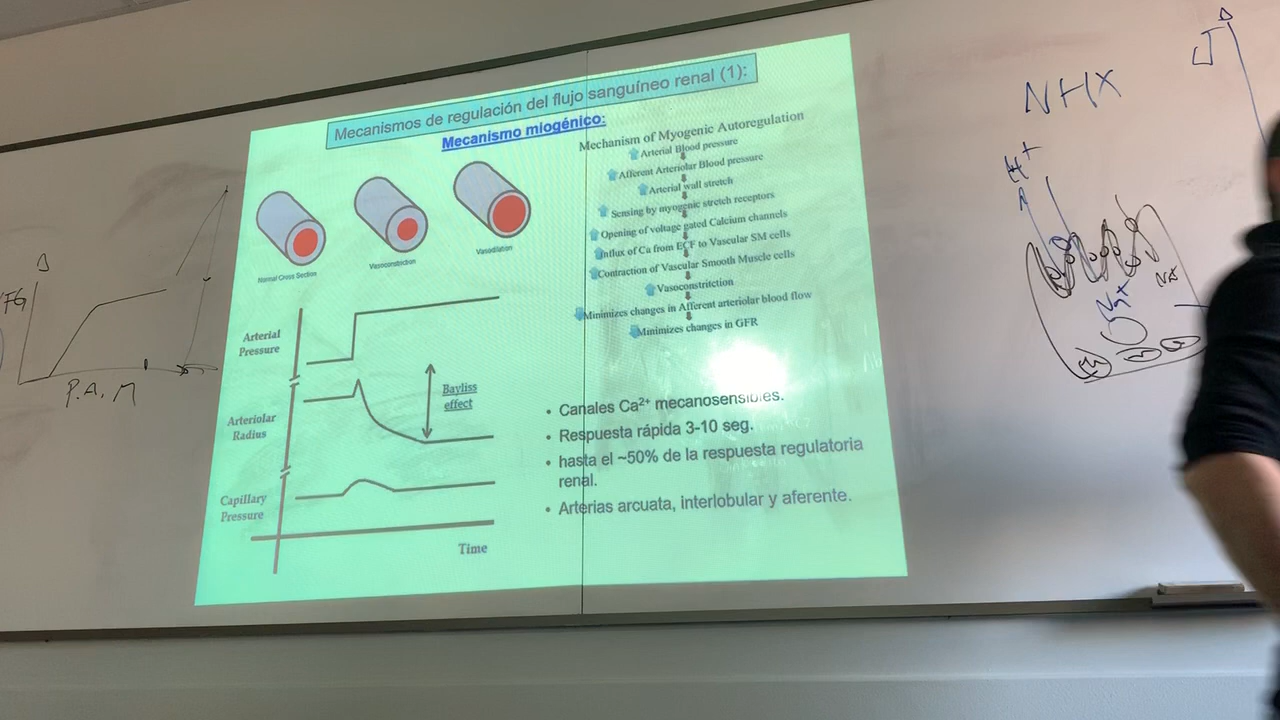 Mecanismos de regulación del flujo sanguíneo renal (1):
Mecanismo miogénico:
Normal Cross Section
Vasoconstriction
Vasodilation
Mechanism of Myogenic Autoregulation
Arterial Blood pressure
Afferent Arteriolar Blood pressure
Arterial wall stretch
Sensing by myogenic stretch receptors
Opening of voltage gated Calcium channels
Influx of Ca from ECF to Vascular SM cells
Contraction of Vascular Smooth Muscle cells
Vasoconstritction
Minimizes changes in Afferent arteriolar blood flow
Minimizes changes in GFR
Arterial
Pressure
Bayliss
effect
Arteriolar
Radius
Capillary
Pressure
Time
• Canales Ca²⁺ mecanosensibles.
• Respuesta rápida 3-10 seg.
• hasta el ~50% de la respuesta regulatoria
renal.
• Arterias arcuata, interlobular y aferente.
FG
P.A.M
NHX
H+